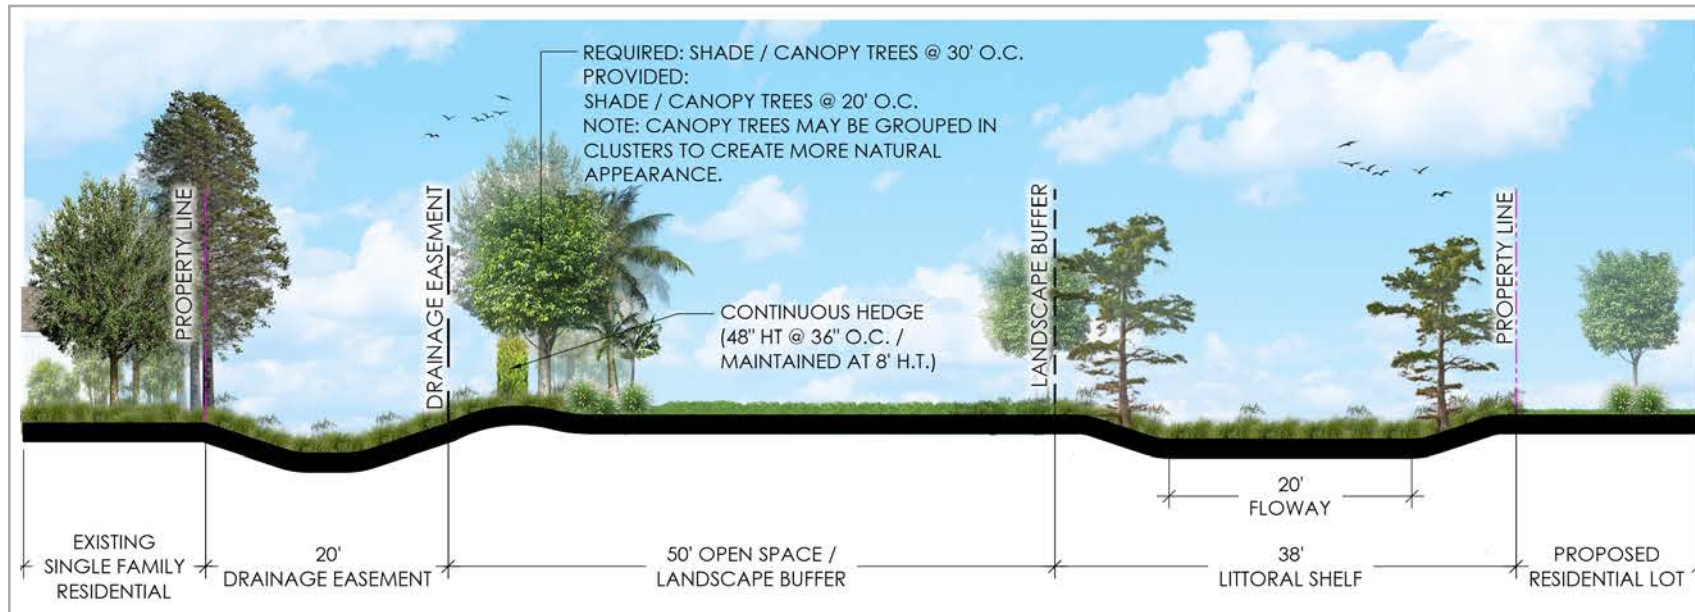 REQUIRED: SHADE / CANOPY TREES @ 30' O.C.
PROVIDED:
SHADE / CANOPY TREES @ 20' O.C.
NOTE: CANOPY TREES MAY BE GROUPED IN
CLUSTERS TO CREATE MORE NATURAL
APPEARANCE.
PROPERTY LINE
DRAINAGE EASEMENT
CONTINUOUS HEDGE
(48" HT @ 36" O.C. /
MAINTAINED AT 8' H.T.)
LANDSCAPE BUFFER
PROPERTY LINE
20'
FLOWAY
EXISTING
SINGLE FAMILY
RESIDENTIAL
20'
DRAINAGE EASEMENT
50' OPEN SPACE /
LANDSCAPE BUFFER
38'
LITTORAL SHELF
PROPOSED
RESIDENTIAL LOT